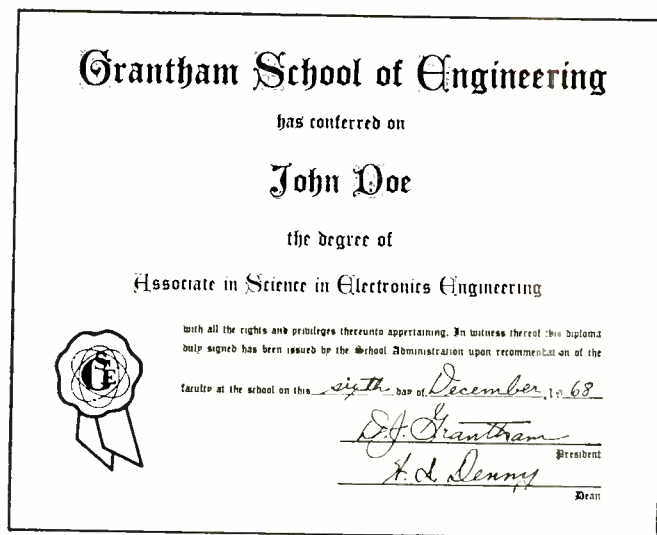 Grantham School of Engineering
has conferred on
John Doe
the degree of
Associate in Science in Electronics Engineering
with all the rights and privileges thereunto appertaining. In witness thereof this diploma
duly signed has been issued by the School Administration upon recommendation of the
faculty at the school on this sixth day of December, 19 68
GSE
D.J. Grantham
President
Denny
Dean